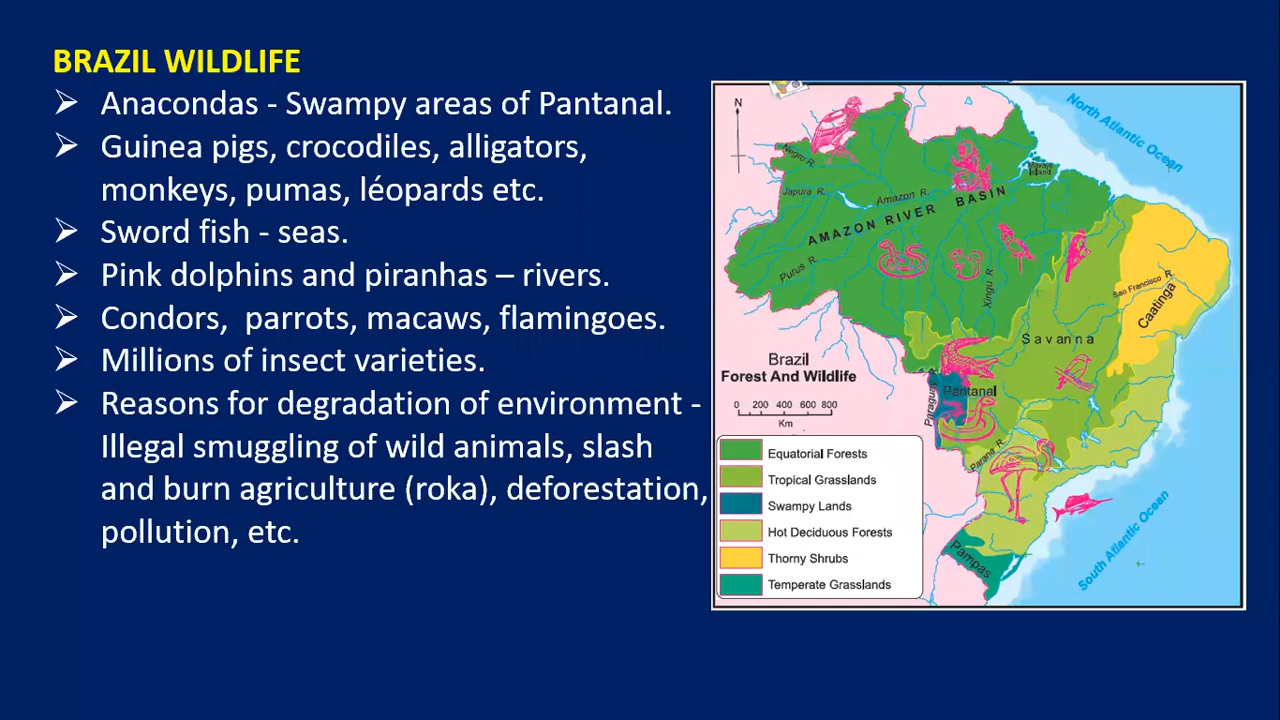 BRAZIL WILDLIFE
➢ Anacondas - Swampy areas of Pantanal.
➢ Guinea pigs, crocodiles, alligators,
monkeys, pumas, léopards etc.
➢ Sword fish - seas.
➢ Pink dolphins and piranhas – rivers.
➢ Condors,  parrots, macaws, flamingoes.
➢ Millions of insect varieties.
➢ Reasons for degradation of environment -
Illegal smuggling of wild animals, slash
and burn agriculture (roka), deforestation,
pollution, etc.
N
North Atlantic Ocean
Negro R.
Japura R.
Amazon R.
AMAZON RIVER BASIN
Purus R.
Xingu R.
Sao Francisco R.
Caatinga
Savanna
Brazil
Forest And Wildlife
0 200 400 600 800
Km
Paraguay
Pantanal
Parana R.
Pampas
South Atlantic Ocean
Equatorial Forests
Tropical Grasslands
Swampy Lands
Hot Deciduous Forests
Thorny Shrubs
Temperate Grasslands